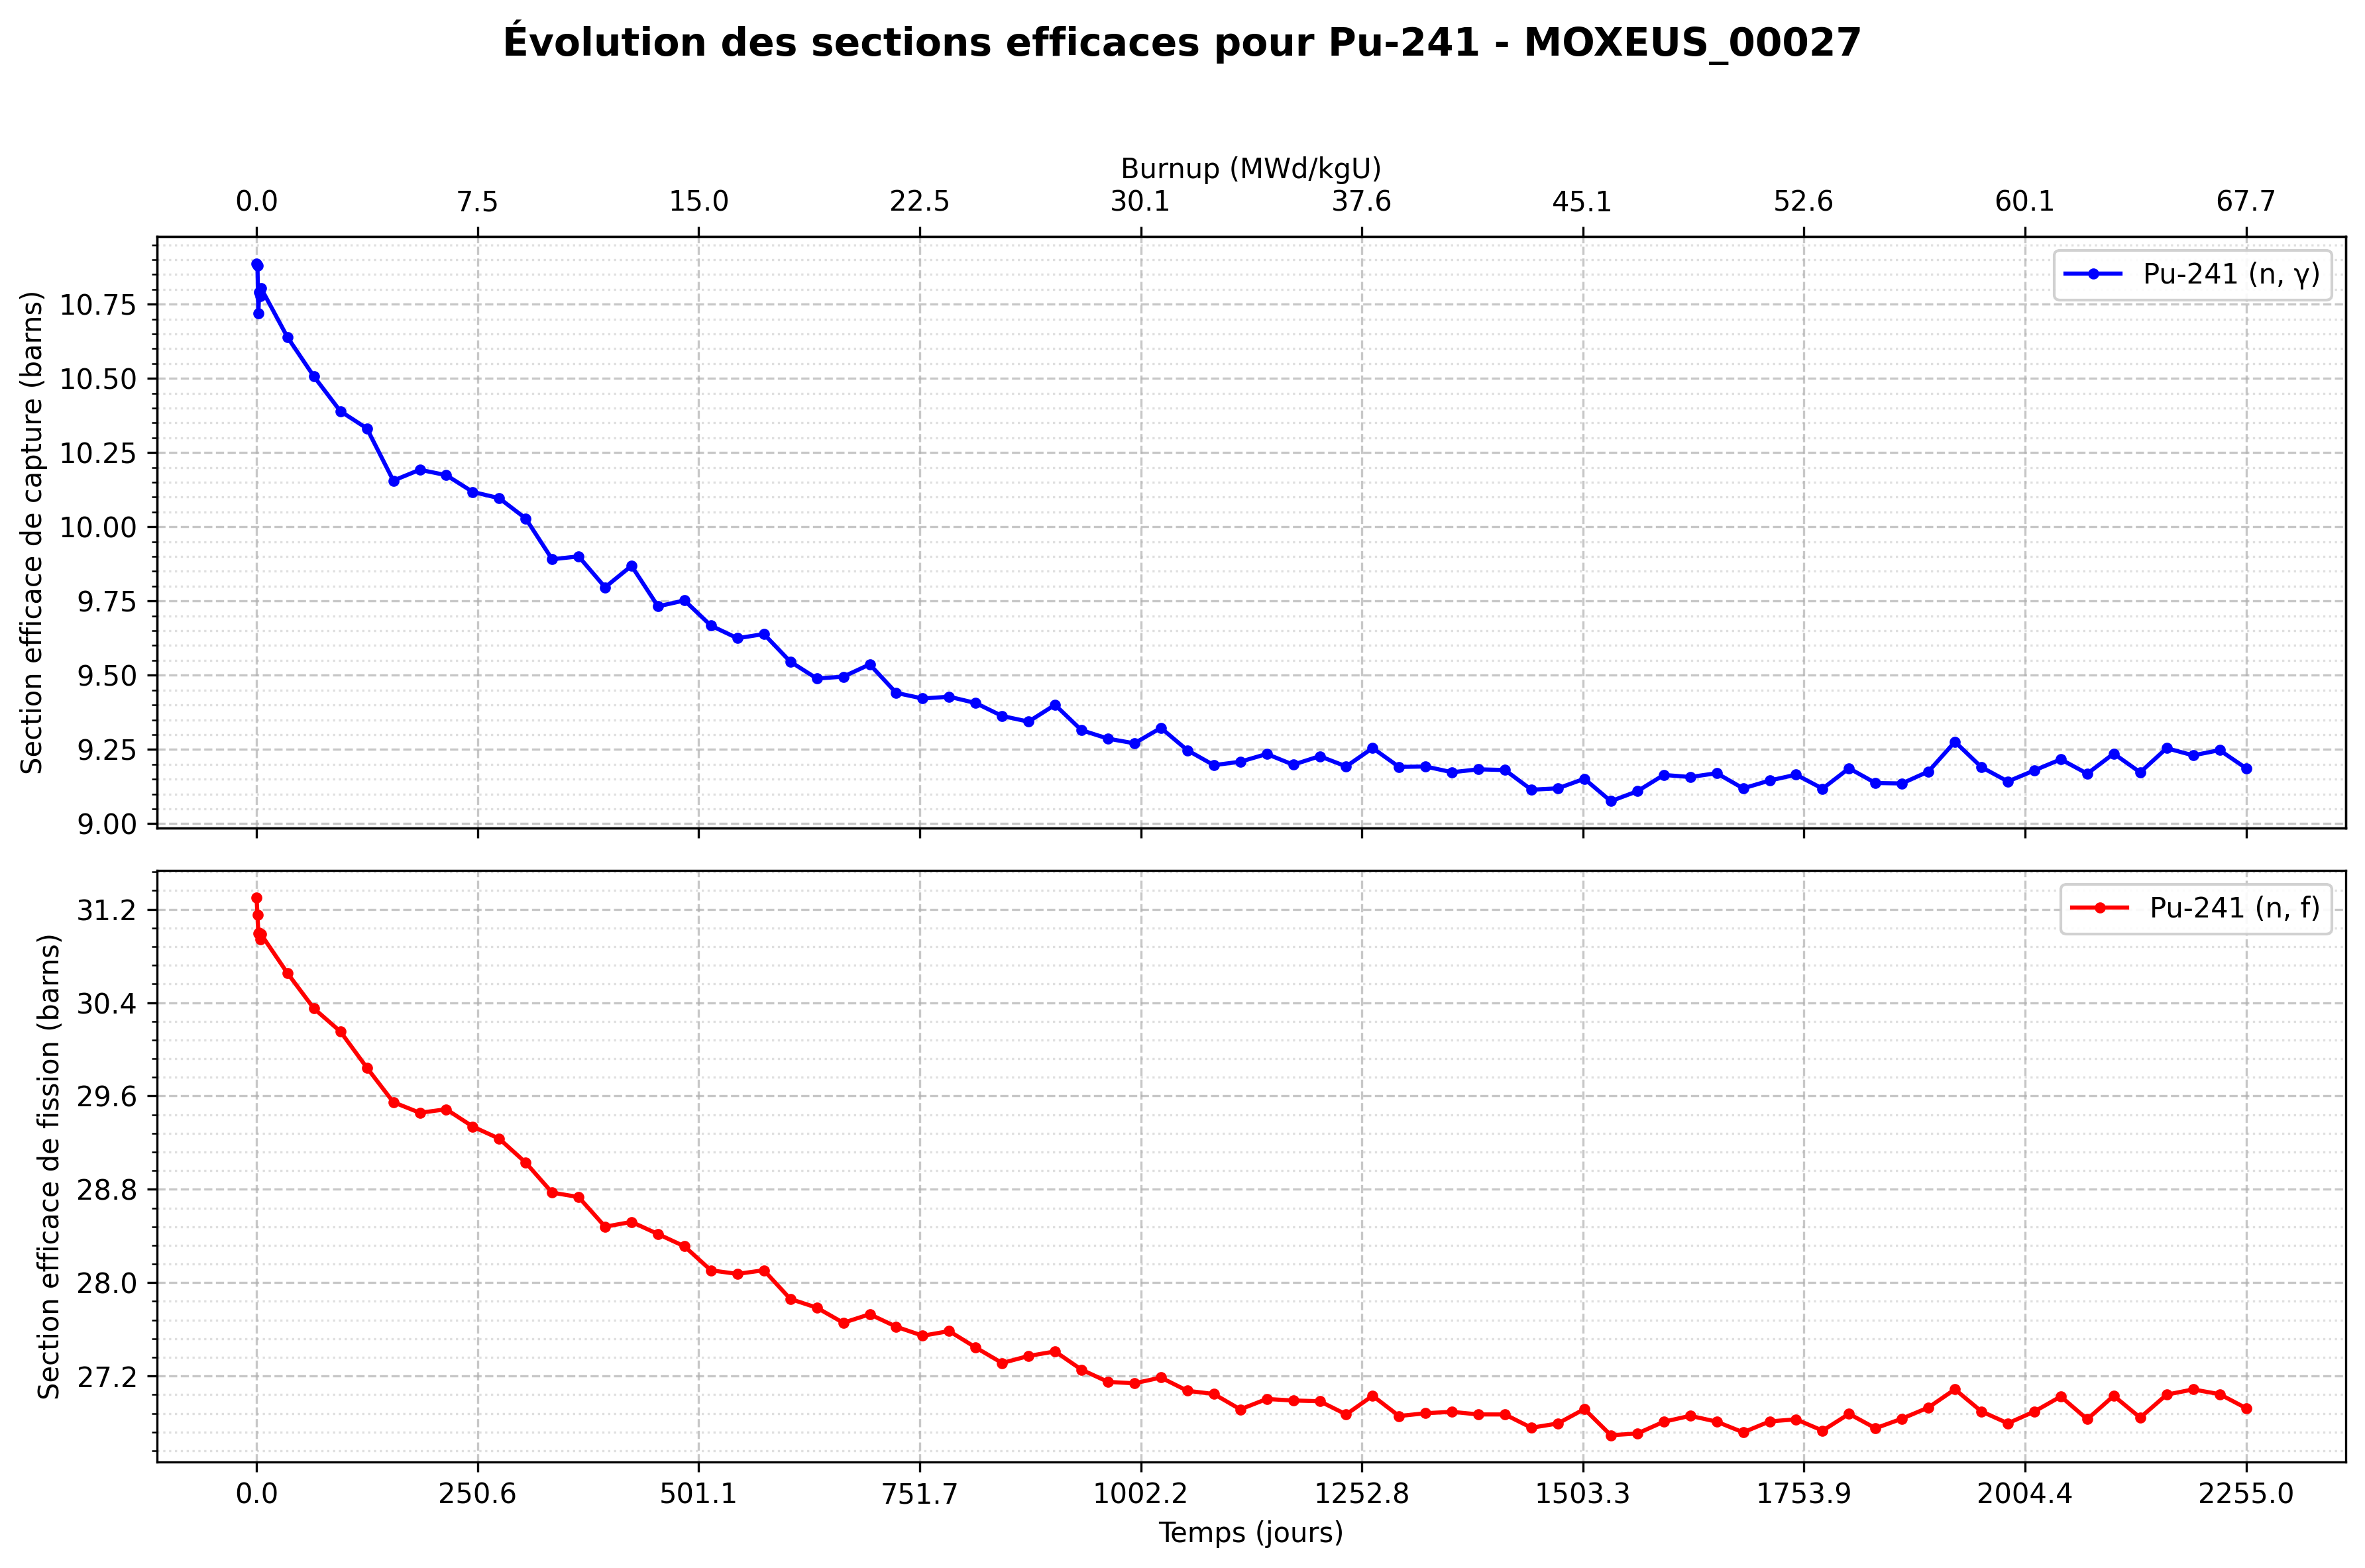 Évolution des sections efficaces pour Pu-241 - MOXEUS_00027
Burnup (MWd/kgU)
0.0 7.5 15.0 22.5 30.1 37.6 45.1 52.6 60.1 67.7
Section efficace de capture (barns)
10.75
10.50
10.25
10.00
9.75
9.50
9.25
9.00
Pu-241 (n, γ)
Section efficace de fission (barns)
31.2
30.4
29.6
28.8
28.0
27.2
Pu-241 (n, f)
0.0 250.6 501.1 751.7 1002.2 1252.8 1503.3 1753.9 2004.4 2255.0
Temps (jours)